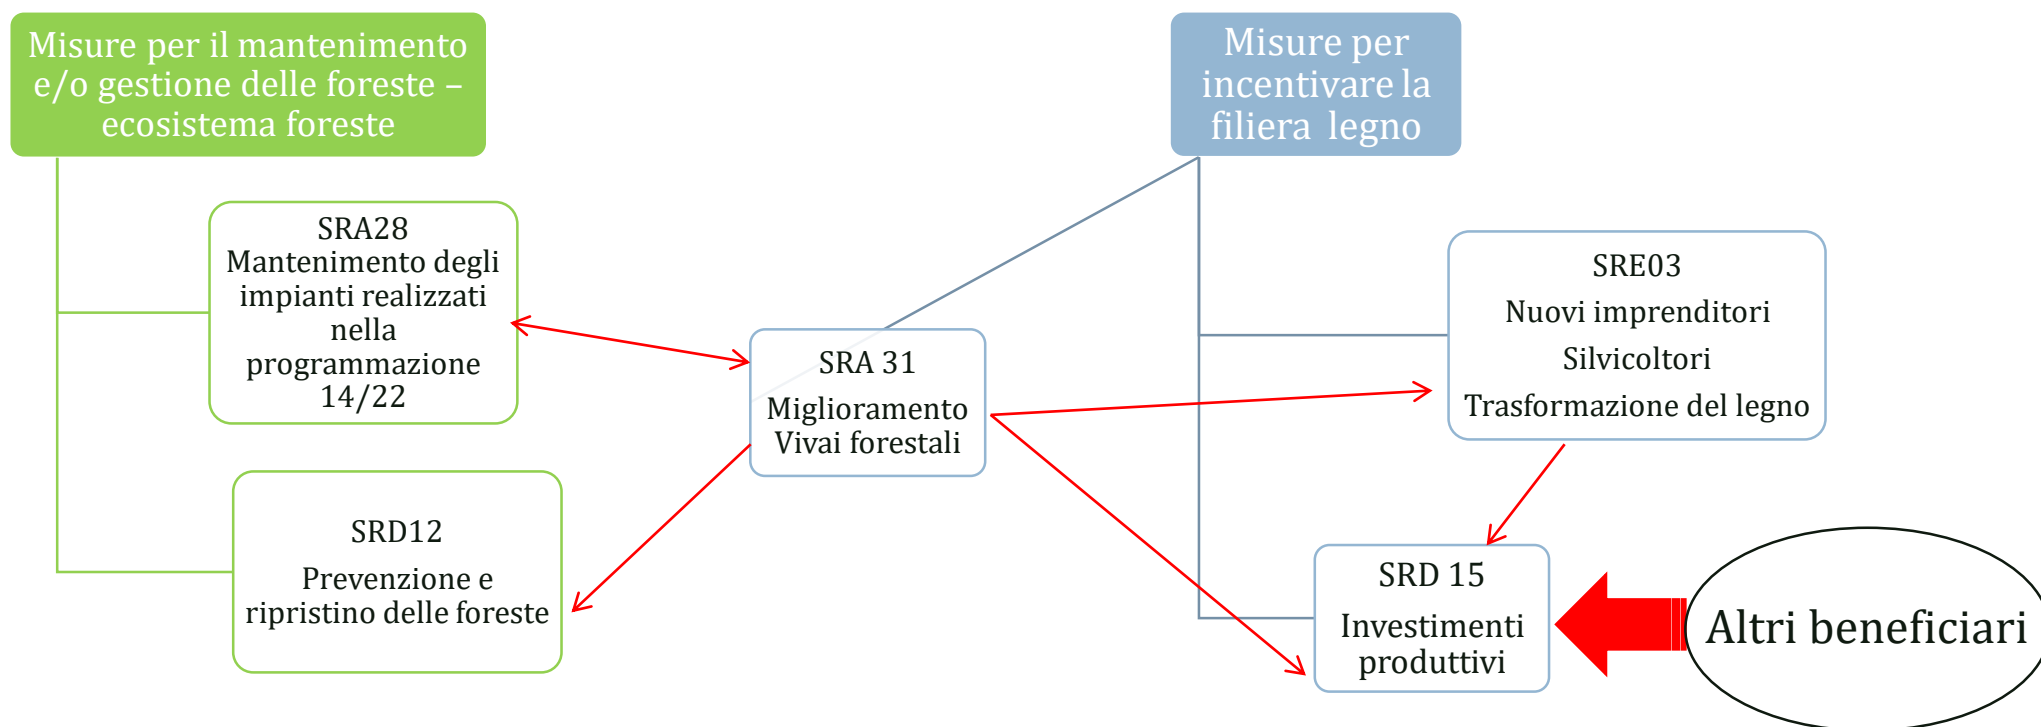 Misure per il mantenimento
e/o gestione delle foreste –
ecosistema foreste
Misure per
incentivare la
filiera legno
SRA28
Mantenimento degli
impianti realizzati
nella
programmazione
14/22
SRD12
Prevenzione e
ripristino delle foreste
SRA 31
Miglioramento
Vivai forestali
SRE03
Nuovi imprenditori
Silvicoltori
Trasformazione del legno
SRD 15
Investimenti
produttivi
Altri beneficiari